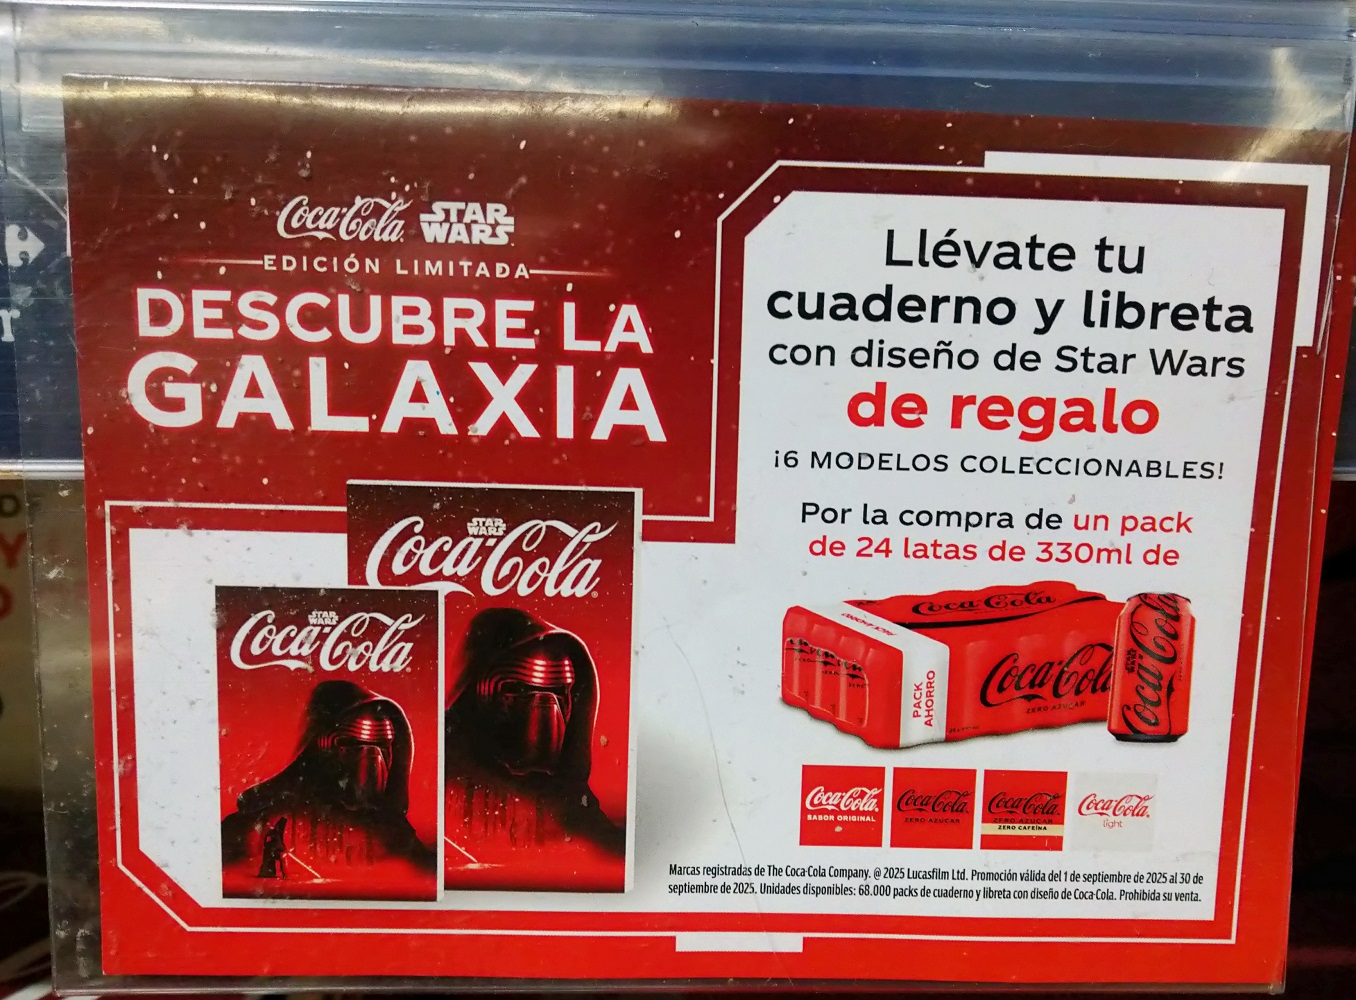 Coca-Cola STAR WARS
EDICIÓN LIMITADA
DESCUBRE LA
GALAXIA
Llévate tu
cuaderno y libreta
con diseño de Star Wars
de regalo
¡6 MODELOS COLECCIONABLES!
Por la compra de un pack
de 24 latas de 330ml de
STAR WARS
Coca-Cola
STAR WARS
Coca-Cola
Coca-Cola
PACK AHORRO
PACK AHORRO
Coca-Cola
ZERO AZÚCAR
STAR WARS
Coca-Cola
Coca-Cola
SABOR ORIGINAL
Coca-Cola
ZERO AZÚCAR
Coca-Cola
ZERO AZÚCAR
ZERO CAFEÍNA
Coca-Cola
light
Marcas registradas de The Coca-Cola Company. @ 2025 Lucasfilm Ltd. Promoción válida del 1 de septiembre de 2025 al 30 de
septiembre de 2025. Unidades disponibles: 68.000 packs de cuaderno y libreta con diseño de Coca-Cola. Prohibida su venta.